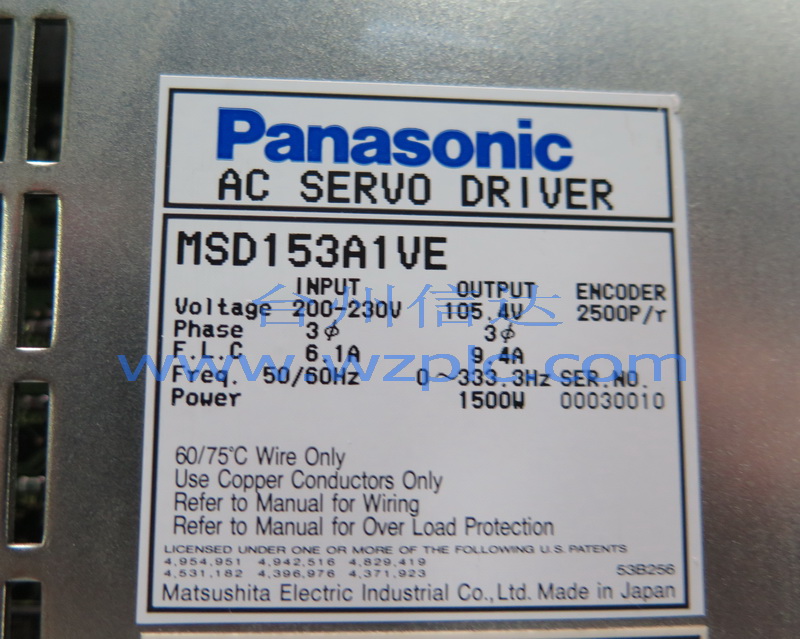 Panasonic
AC SERVO DRIVER
MSD153A1VE
INPUT OUTPUT ENCODER
Voltage 200-230V 105.4V 2500P/r
Phase 3ϕ 3ϕ
F.L.C 6.1A 9.4A
Freq. 50/60Hz 0~333.3Hz SER.NO.
Power 1500W 00030010
台州信达
www.wzplc.com
60/75°C Wire Only
Use Copper Conductors Only
Refer to Manual for Wiring
Refer to Manual for Over Load Protection
LICENSED UNDER ONE OR MORE OF THE FOLLOWING U.S. PATENTS
4,954,951 4,942,516 4,829,419
4,531,182 4,396,976 4,371,923 53B256
Matsushita Electric Industrial Co., Ltd. Made in Japan